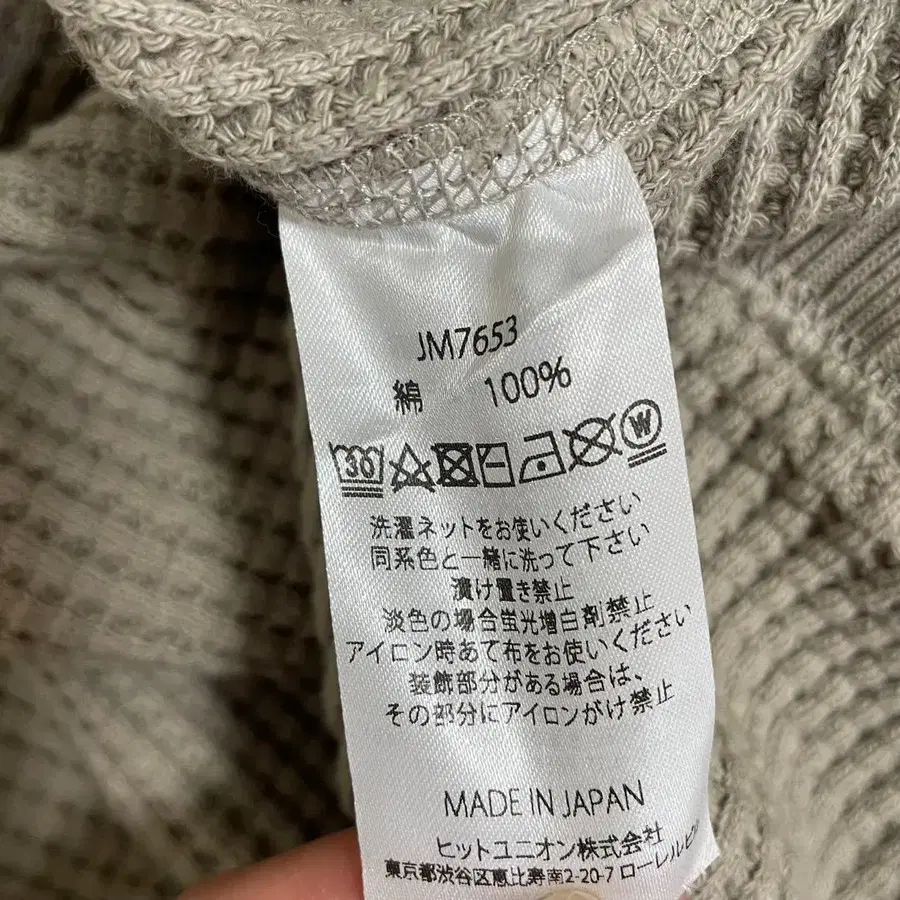 JM7653
綿 100%
30 W
洗濯ネットをお使いください
同系色と一緒に洗って下さい
漬け置き禁止
淡色の場合蛍光増白剤禁止
アイロン時あて布をお使いください
装飾部分がある場合は、
その部分にアイロンがけ禁止
MADE IN JAPAN
ヒットユニオン株式会社
東京都渋谷区恵比寿南2-20-7 ローレルビ